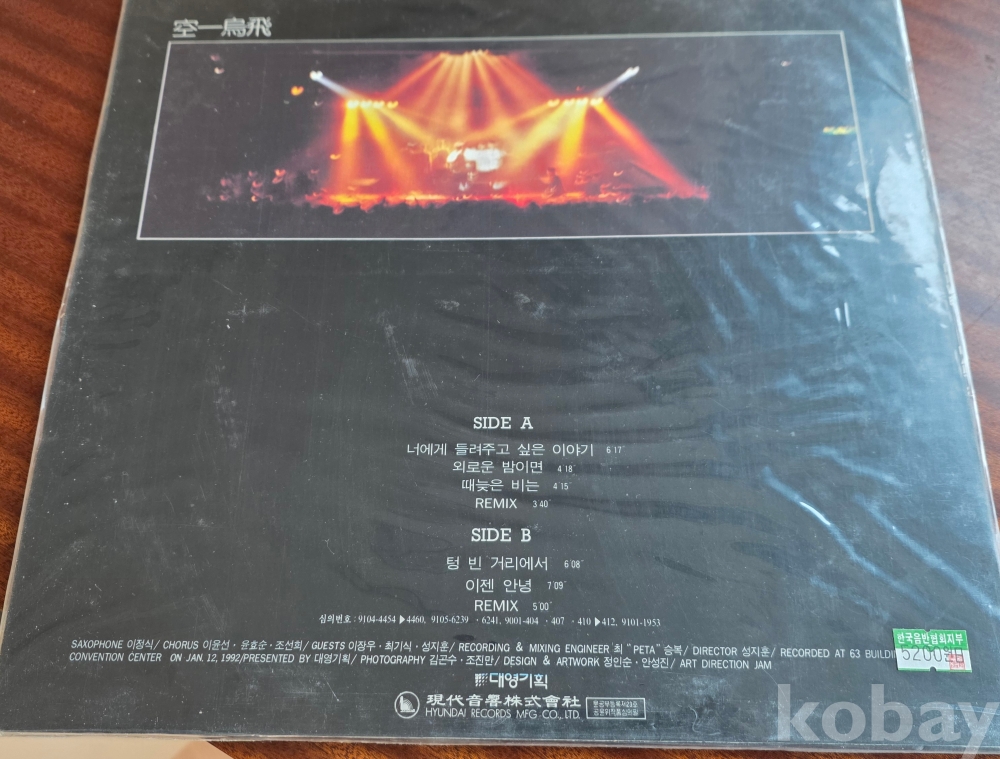 空一烏飛
SIDE A
너에게 들려주고 싶은 이야기 6'17"
외로운 밤이면 4'18"
때늦은 비는 4'15"
REMIX 3'40"
SIDE B
텅 빈 거리에서 6'08"
이젠 안녕 7'09"
REMIX 5'00"
심의번호: 9104-4454 ▶4460, 9105-6239 · 6241, 9001-404 · 407 · 410 ▶412, 9101-1953
SAXOPHONE 이정식/ CHORUS 이윤선 · 윤효순 · 조선희/ GUESTS 이장우 · 최기식 · 성지훈/ RECORDING & MIXING ENGINEER 최 "PETA" 승복/ DIRECTOR 성지훈/ RECORDED AT 63 BUILDI
CONVENTION CENTER ON JAN 12, 1992/PRESENTED BY 대영기획/ PHOTOGRAPHY 김곤수 · 조진만/ DESIGN & ARTWORK 정인순 · 안성진/ ART DIRECTION JAM
한국음반협회지부
5200원
대영기획
現代音響株式會社
HYUNDAI RECORDS MFG CO., LTD.
kobay